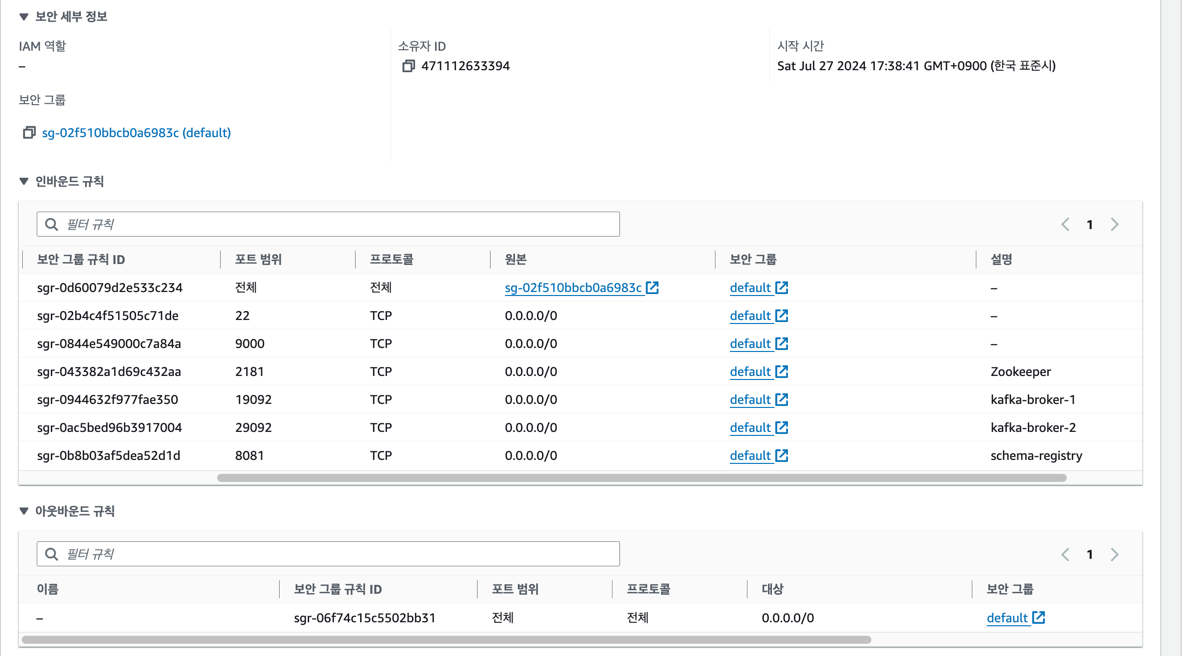 ▼ 보안 세부 정보
IAM 역할 소유자 ID 시작 시간
– 471112633394 Sat Jul 27 2024 17:38:41 GMT+0900 (한국 표준시)
보안 그룹
sg-02f510bbcb0a6983c (default)
▼ 인바운드 규칙
필터 규칙 1
보안 그룹 규칙 ID 포트 범위 프로토콜 원본 보안 그룹 설명
sgr-0d60079d2e533c234 전체 전체 sg-02f510bbcb0a6983c default –
sgr-02b4c4f51505c71de 22 TCP 0.0.0.0/0 default –
sgr-0844e549000c7a84a 9000 TCP 0.0.0.0/0 default –
sgr-043382a1d69c432aa 2181 TCP 0.0.0.0/0 default Zookeeper
sgr-0944632f977fae350 19092 TCP 0.0.0.0/0 default kafka-broker-1
sgr-0ac5bed96b3917004 29092 TCP 0.0.0.0/0 default kafka-broker-2
sgr-0b8b03af5dea52d1d 8081 TCP 0.0.0.0/0 default schema-registry
▼ 아웃바운드 규칙
필터 규칙 1
이름 보안 그룹 규칙 ID 포트 범위 프로토콜 대상 보안 그룹
– sgr-06f74c15c5502bb31 전체 전체 0.0.0.0/0 default